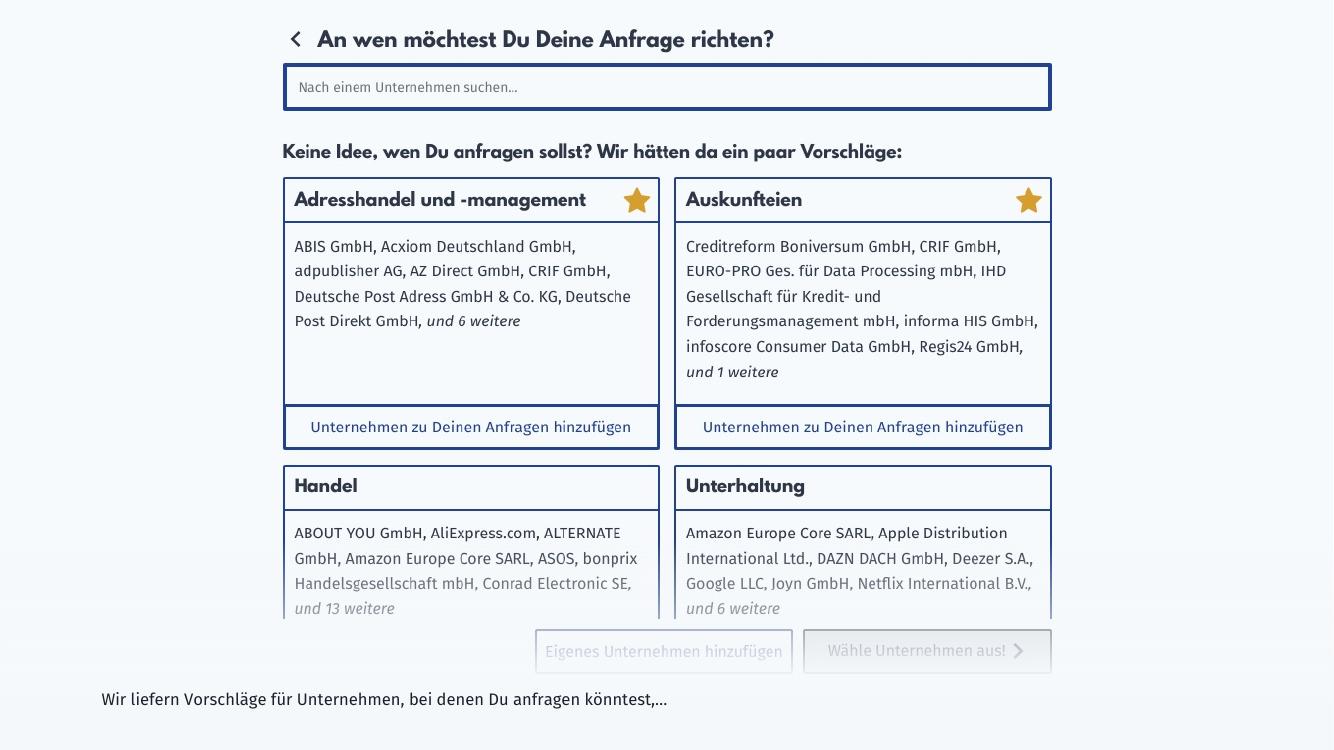 An wen möchtest Du Deine Anfrage richten?
Nach einem Unternehmen suchen...
Keine Idee, wen Du anfragen sollst? Wir hätten da ein paar Vorschläge:
Adresshandel und -management
ABIS GmbH, Acxiom Deutschland GmbH,
adpublisher AG, AZ Direct GmbH, CRIF GmbH,
Deutsche Post Adress GmbH & Co. KG, Deutsche
Post Direkt GmbH, und 6 weitere
Unternehmen zu Deinen Anfragen hinzufügen
Auskunfteien
Creditreform Boniversum GmbH, CRIF GmbH,
EURO-PRO Ges. für Data Processing mbH, IHD
Gesellschaft für Kredit- und
Forderungsmanagement mbH, informa HIS GmbH,
infoscore Consumer Data GmbH, Regis24 GmbH,
und 1 weitere
Unternehmen zu Deinen Anfragen hinzufügen
Handel
ABOUT YOU GmbH, AliExpress.com, ALTERNATE
GmbH, Amazon Europe Core SARL, ASOS, bonprix
Handelsgesellschaft mbH, Conrad Electronic SE,
und 13 weitere
Unterhaltung
Amazon Europe Core SARL, Apple Distribution
International Ltd., DAZN DACH GmbH, Deezer S.A.,
Google LLC, Joyn GmbH, Netflix International B.V.,
und 6 weitere
Eigenes Unternehmen hinzufügen
Wähle Unternehmen aus!
Wir liefern Vorschläge für Unternehmen, bei denen Du anfragen könntest,...